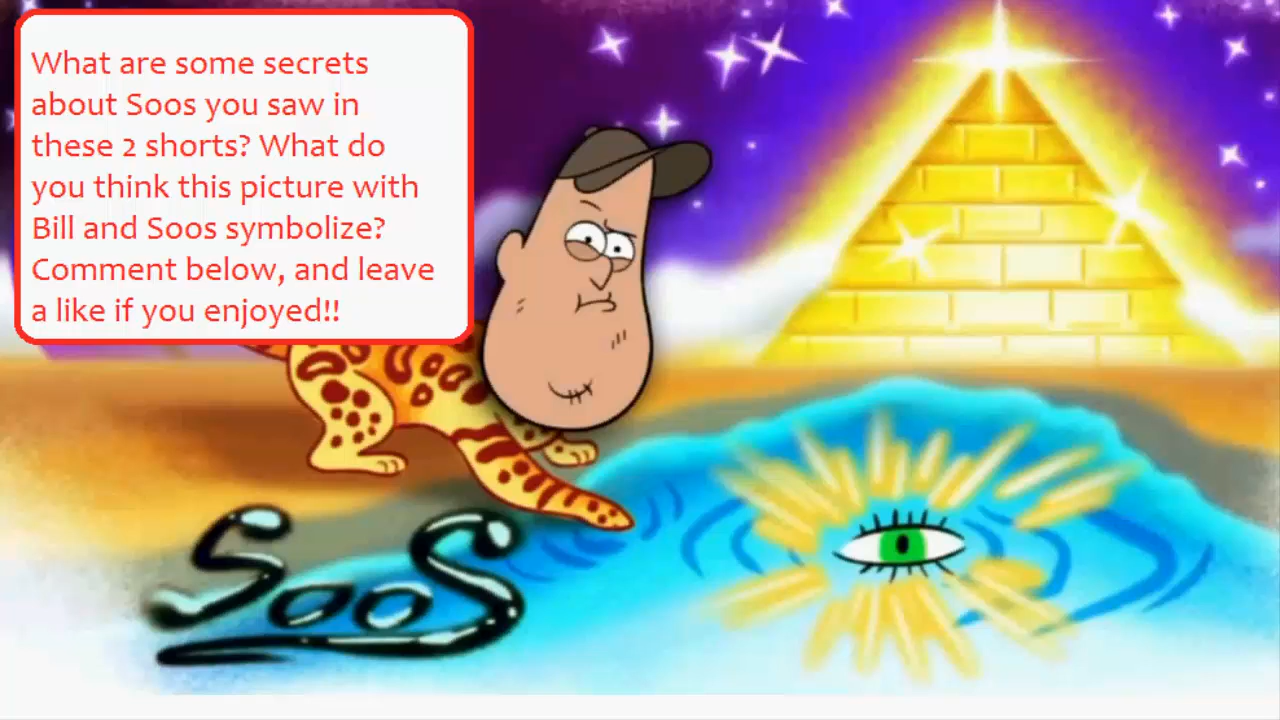 What are some secrets
about Soos you saw in
these 2 shorts? What do
you think this picture with
Bill and Soos symbolize?
Comment below, and leave
a like if you enjoyed!!
SooS